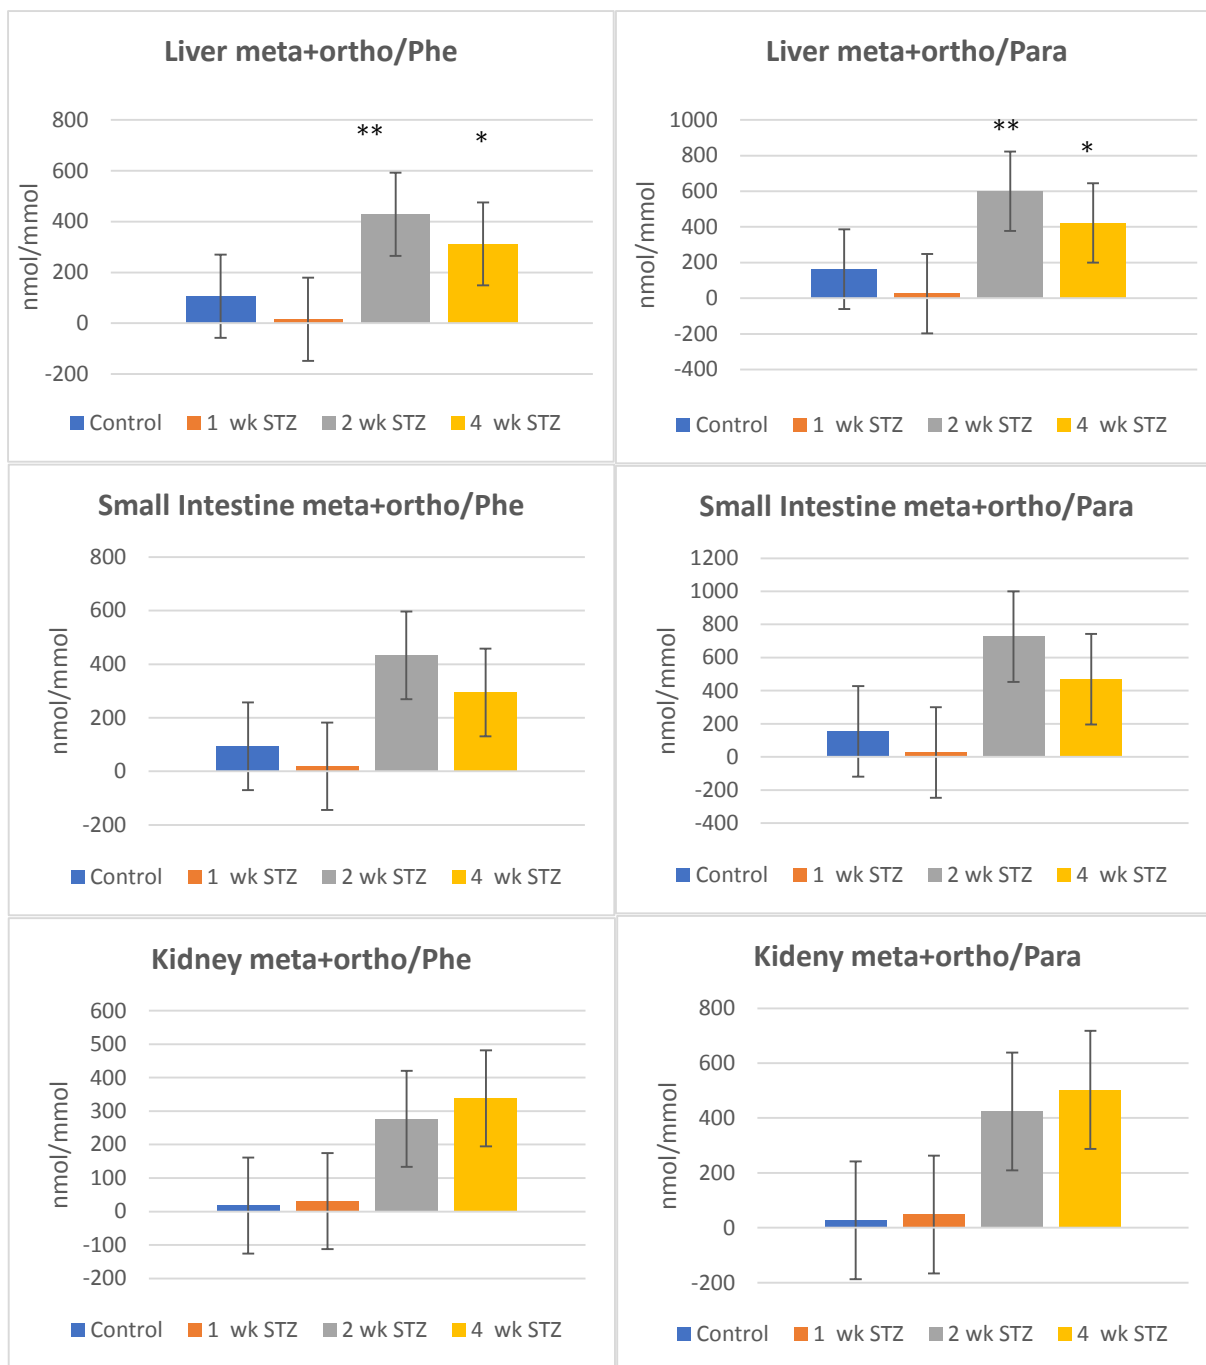 Liver meta+ortho/Phe
800
600
400
200
0
-200
nmol/mmol
**
*
Control 1 wk STZ 2 wk STZ 4 wk STZ
Liver meta+ortho/Para
1000
800
600
400
200
0
-200
-400
nmol/mmol
**
*
Control 1 wk STZ 2 wk STZ 4 wk STZ
Small Intestine meta+ortho/Phe
800
600
400
200
0
-200
nmol/mmol
Control 1 wk STZ 2 wk STZ 4 wk STZ
Small Intestine meta+ortho/Para
1200
1000
800
600
400
200
0
-200
-400
nmol/mmol
Control 1 wk STZ 2 wk STZ 4 wk STZ
Kidney meta+ortho/Phe
600
500
400
300
200
100
0
-100
-200
nmol/mmol
Control 1 wk STZ 2 wk STZ 4 wk STZ
Kideny meta+ortho/Para
800
600
400
200
0
-200
nmol/mmol
Control 1 wk STZ 2 wk STZ 4 wk STZ